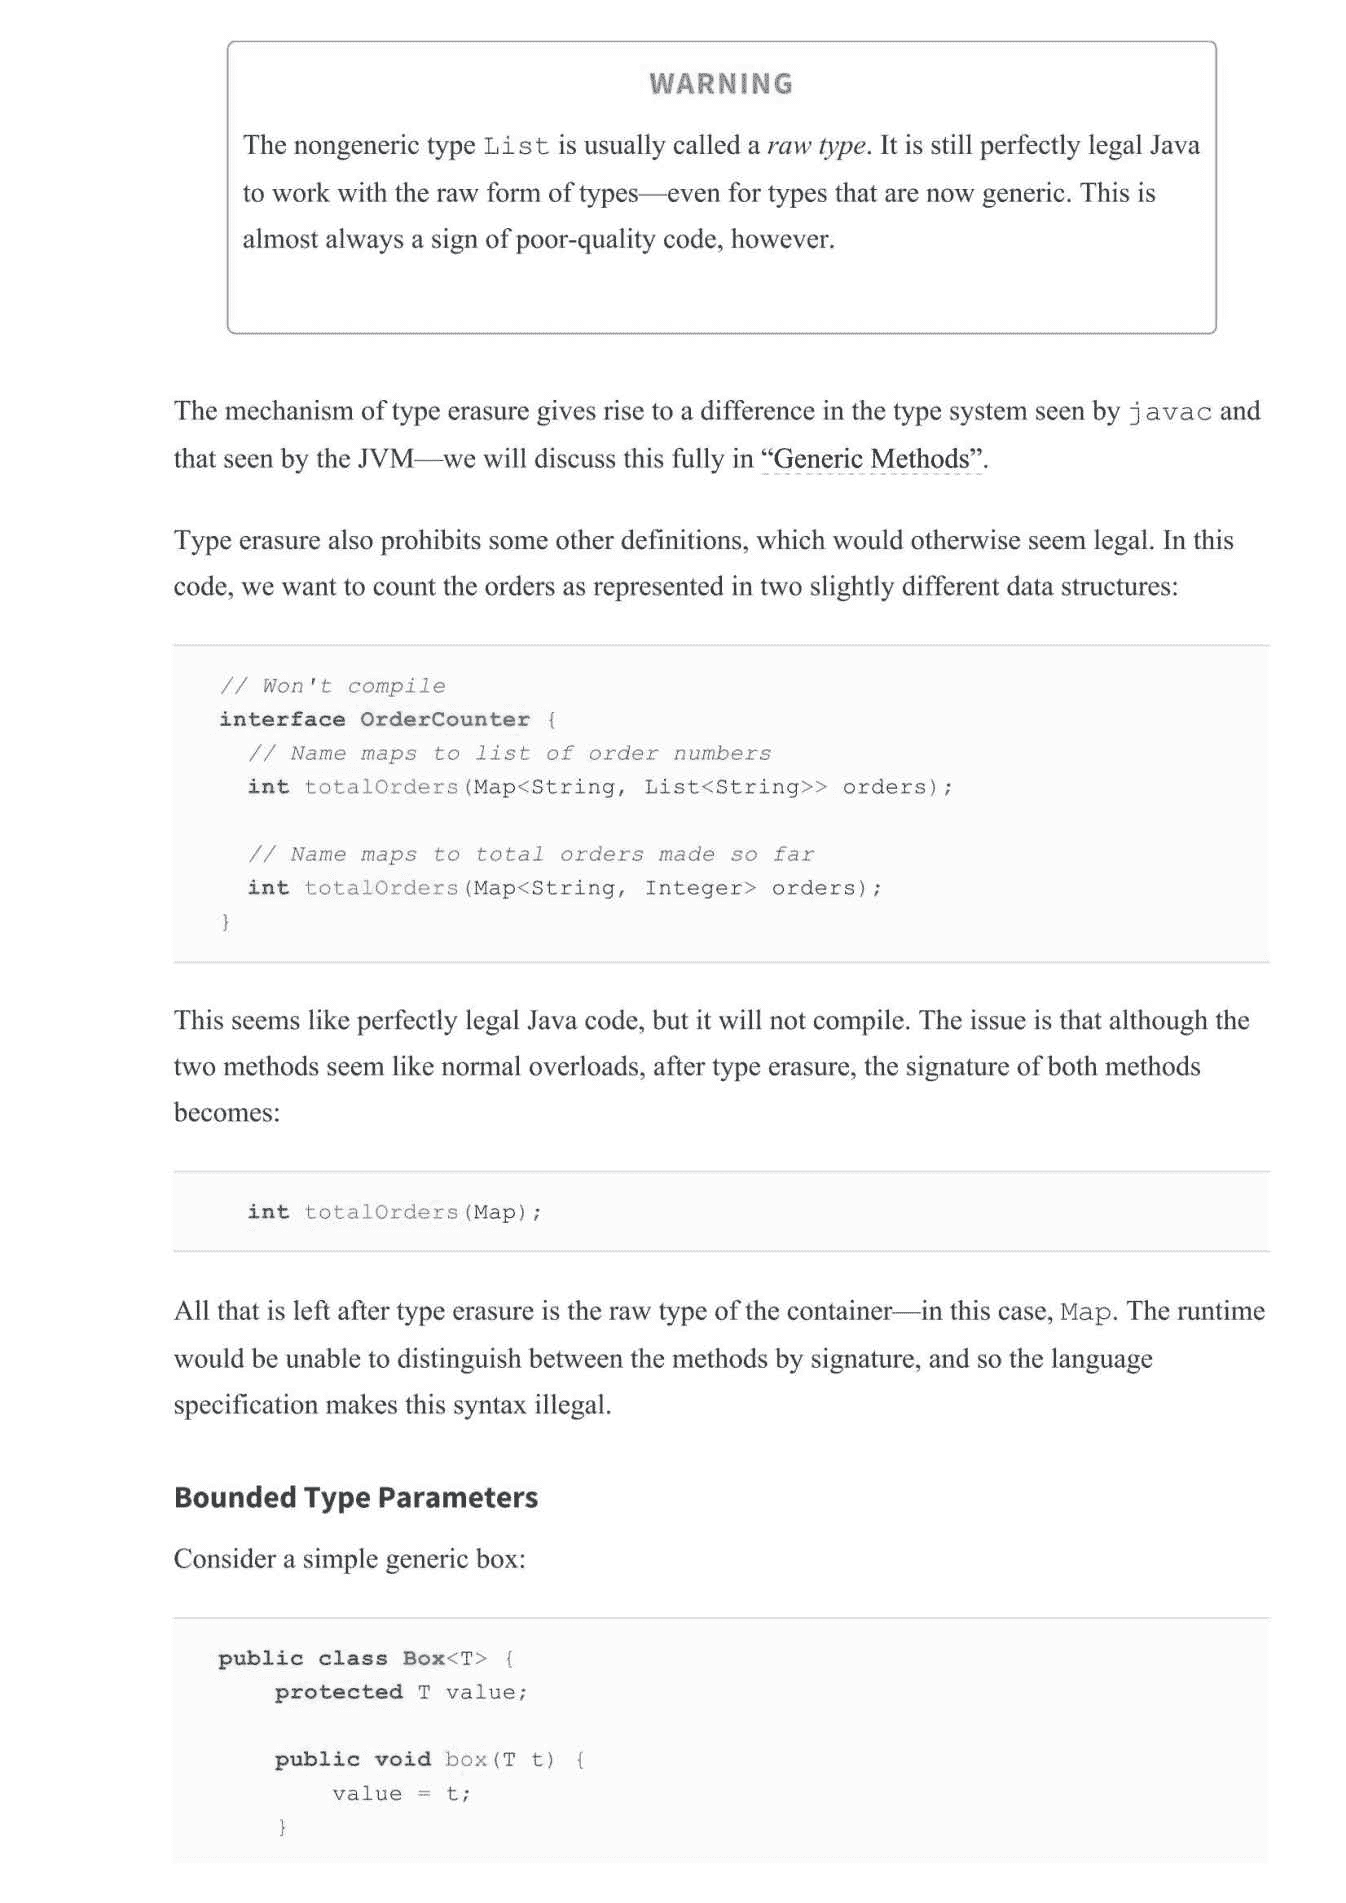 WARNING
The nongeneric type List is usually called a raw type. It is still perfectly legal Java
to work with the raw form of types—even for types that are now generic. This is
almost always a sign of poor-quality code, however.
The mechanism of type erasure gives rise to a difference in the type system seen by javac and
that seen by the JVM—we will discuss this fully in “Generic Methods”.
Type erasure also prohibits some other definitions, which would otherwise seem legal. In this
code, we want to count the orders as represented in two slightly different data structures:
// Won't compile
interface OrderCounter {
  // Name maps to list of order numbers
  int totalOrders(Map<String, List<String>> orders);

  // Name maps to total orders made so far
  int totalOrders(Map<String, Integer> orders);
}
This seems like perfectly legal Java code, but it will not compile. The issue is that although the
two methods seem like normal overloads, after type erasure, the signature of both methods
becomes:
  int totalOrders(Map);
All that is left after type erasure is the raw type of the container—in this case, Map. The runtime
would be unable to distinguish between the methods by signature, and so the language
specification makes this syntax illegal.
Bounded Type Parameters
Consider a simple generic box:
public class Box<T> {
    protected T value;

    public void box(T t) {
        value = t;
    }